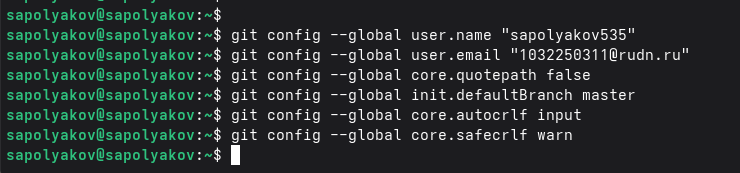 sapolyakov@sapolyakov:~$
sapolyakov@sapolyakov:~$ git config --global user.name "sapolyakov535"
sapolyakov@sapolyakov:~$ git config --global user.email "1032250311@rudn.ru"
sapolyakov@sapolyakov:~$ git config --global core.quotepath false
sapolyakov@sapolyakov:~$ git config --global init.defaultBranch master
sapolyakov@sapolyakov:~$ git config --global core.autocrlf input
sapolyakov@sapolyakov:~$ git config --global core.safecrlf warn
sapolyakov@sapolyakov:~$